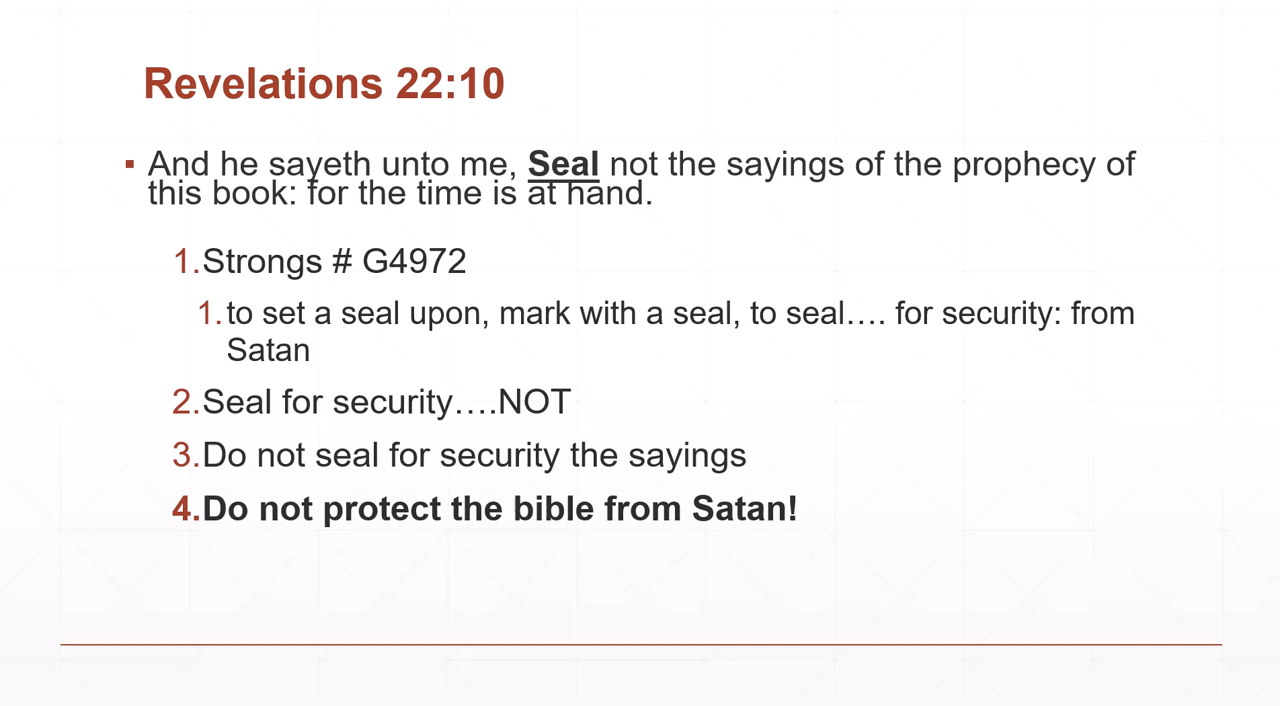 Revelations 22:10
▪ And he sayeth unto me, Seal not the sayings of the prophecy of
this book: for the time is at hand.
1.Strongs # G4972
1.to set a seal upon, mark with a seal, to seal.... for security: from
Satan
2.Seal for security....NOT
3.Do not seal for security the sayings
4.Do not protect the bible from Satan!